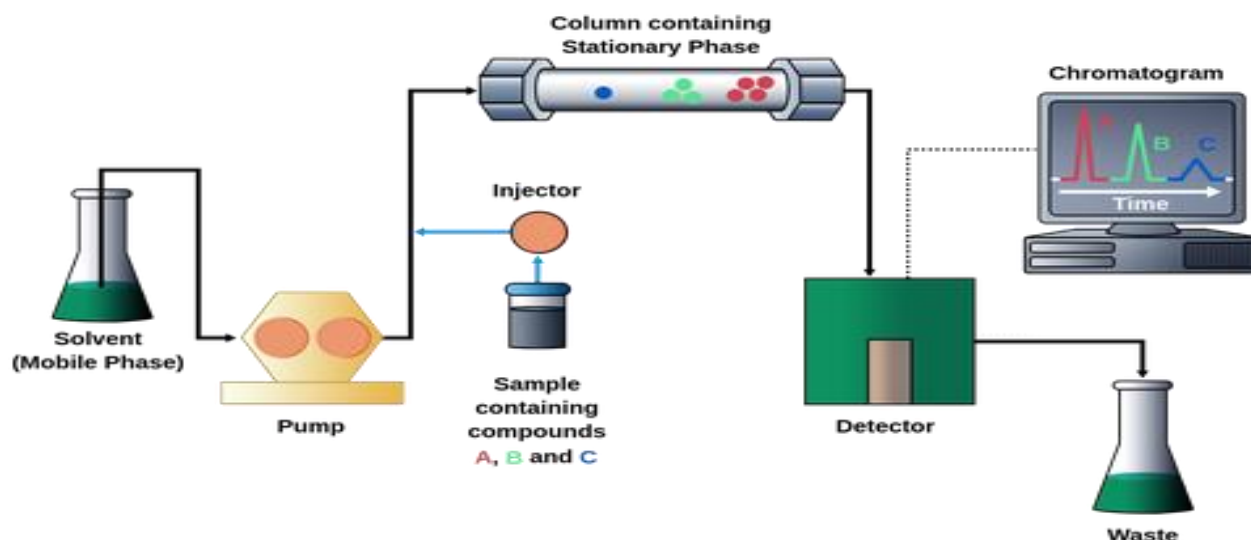 Column containing
Stationary Phase
Chromatogram
A
B
C
Time
Injector
Solvent
(Mobile Phase)
Pump
Sample
containing
compounds
A, B and C
Detector
Waste